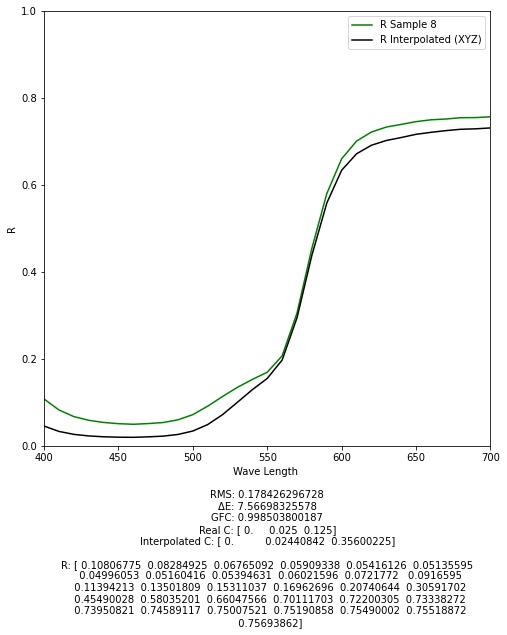 1.0
0.8
0.6
0.4
0.2
0.0
R
R Sample 8
R Interpolated (XYZ)
400 450 500 550 600 650 700
Wave Length
RMS: 0.178426296728
ΔE: 7.56698325578
GFC: 0.998503800187
Real C: [ 0. 0.025 0.125]
Interpolated C: [ 0. 0.02440842 0.35600225]
R: [ 0.10806775 0.08284925 0.06765092 0.05909338 0.05416126 0.05135595
0.04996053 0.05160416 0.05394631 0.06021596 0.0721772 0.0916595
0.11394213 0.13501809 0.15311037 0.16962696 0.20740644 0.30591702
0.45490028 0.58035201 0.66047566 0.70111703 0.72200305 0.73338272
0.73950821 0.74589117 0.75007521 0.75190858 0.75490002 0.75518872
0.75693862]